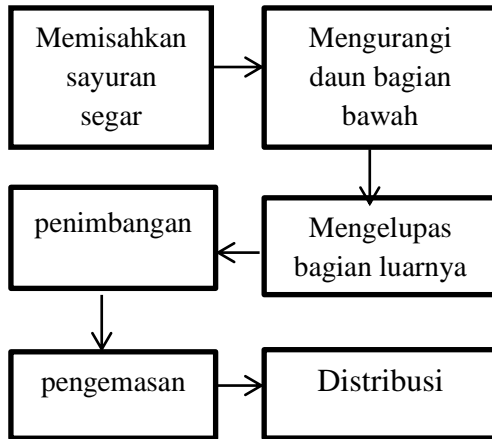 Memisahkan
sayuran
segar
Mengurangi
daun bagian
bawah
Mengelupas
bagian luarnya
penimbangan
pengemasan
Distribusi